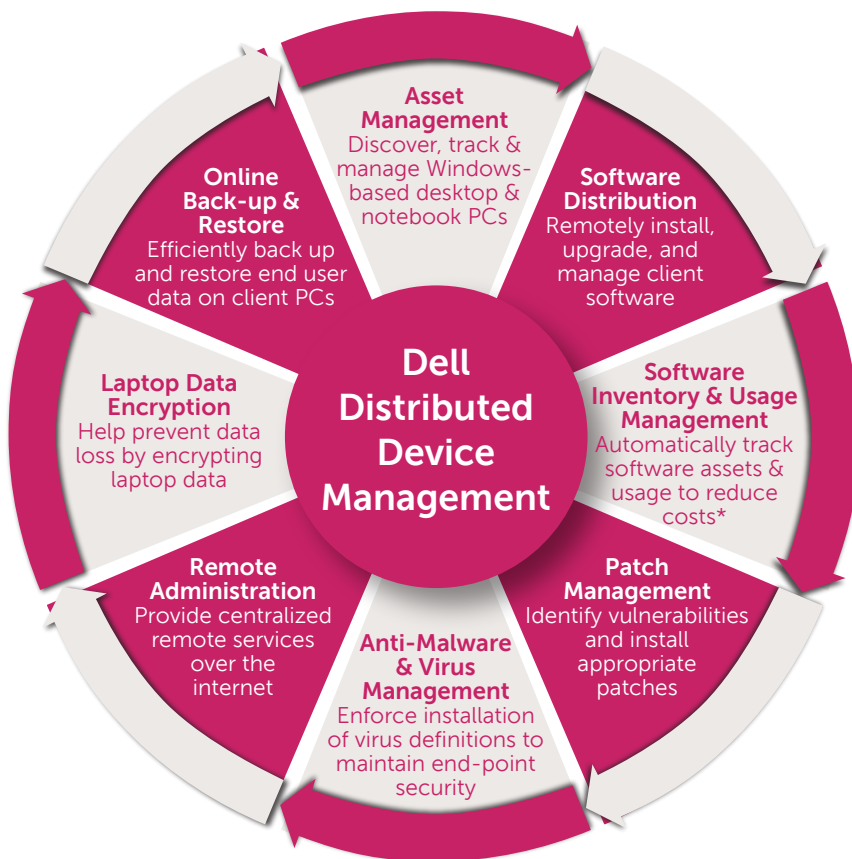 Asset
Management
Discover, track &
manage Windows-
based desktop &
notebook PCs
Software
Distribution
Remotely install,
upgrade, and
manage client
software
Software
Inventory & Usage
Management
Automatically track
software assets &
usage to reduce
costs*
Patch
Management
Identify vulnerabilities
and install
appropriate
patches
Anti-Malware
& Virus
Management
Enforce installation
of virus definitions to
maintain end-point
security
Remote
Administration
Provide centralized
remote services
over the
internet
Laptop Data
Encryption
Help prevent data
loss by encrypting
laptop data
Online
Back-up &
Restore
Efficiently back up
and restore end user
data on client PCs
Dell
Distributed
Device
Management